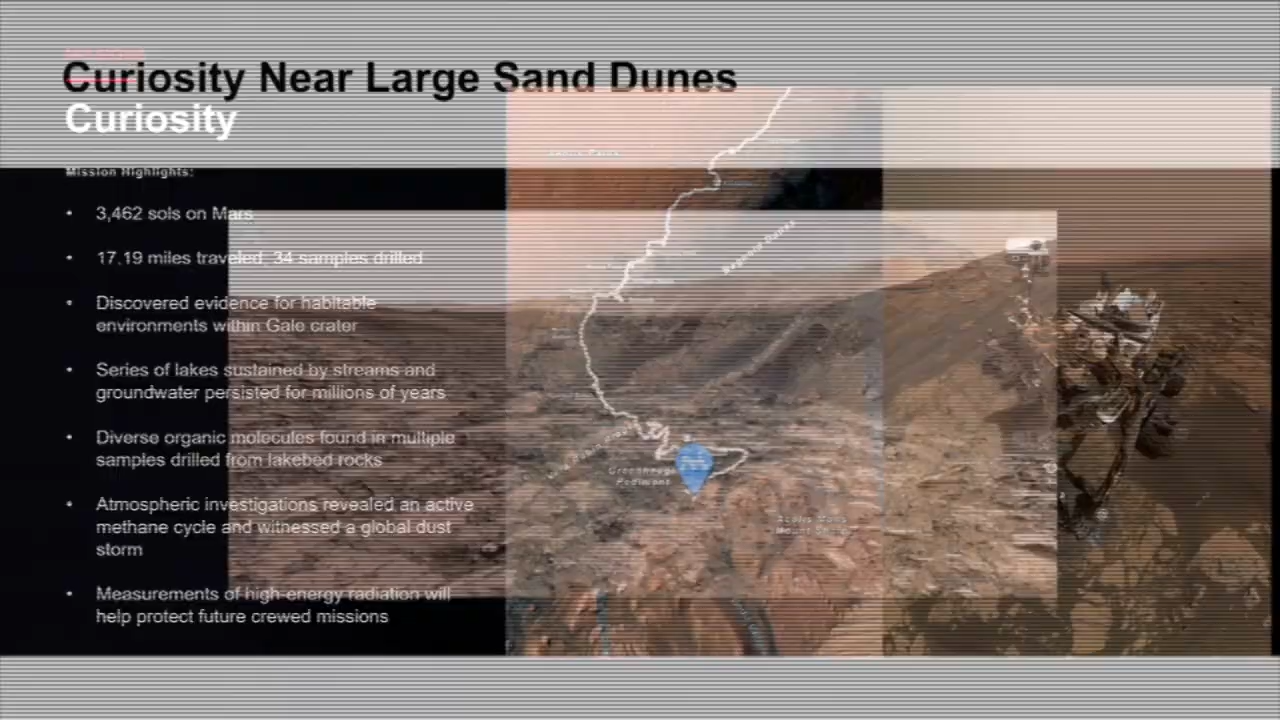 Curiosity Near Large Sand Dunes
Curiosity
Mission Highlights:
• 3,462 sols on Mars
• 17.19 miles traveled, 34 samples drilled
• Discovered evidence for habitable
environments within Gale crater
• Series of lakes sustained by streams and
groundwater persisted for millions of years
• Diverse organic molecules found in multiple
samples drilled from lakebed rocks
• Atmospheric investigations revealed an active
methane cycle and witnessed a global dust
storm
• Measurements of high-energy radiation will
help protect future crewed missions
Bagnold Dunes
Greenheugh
Pediment